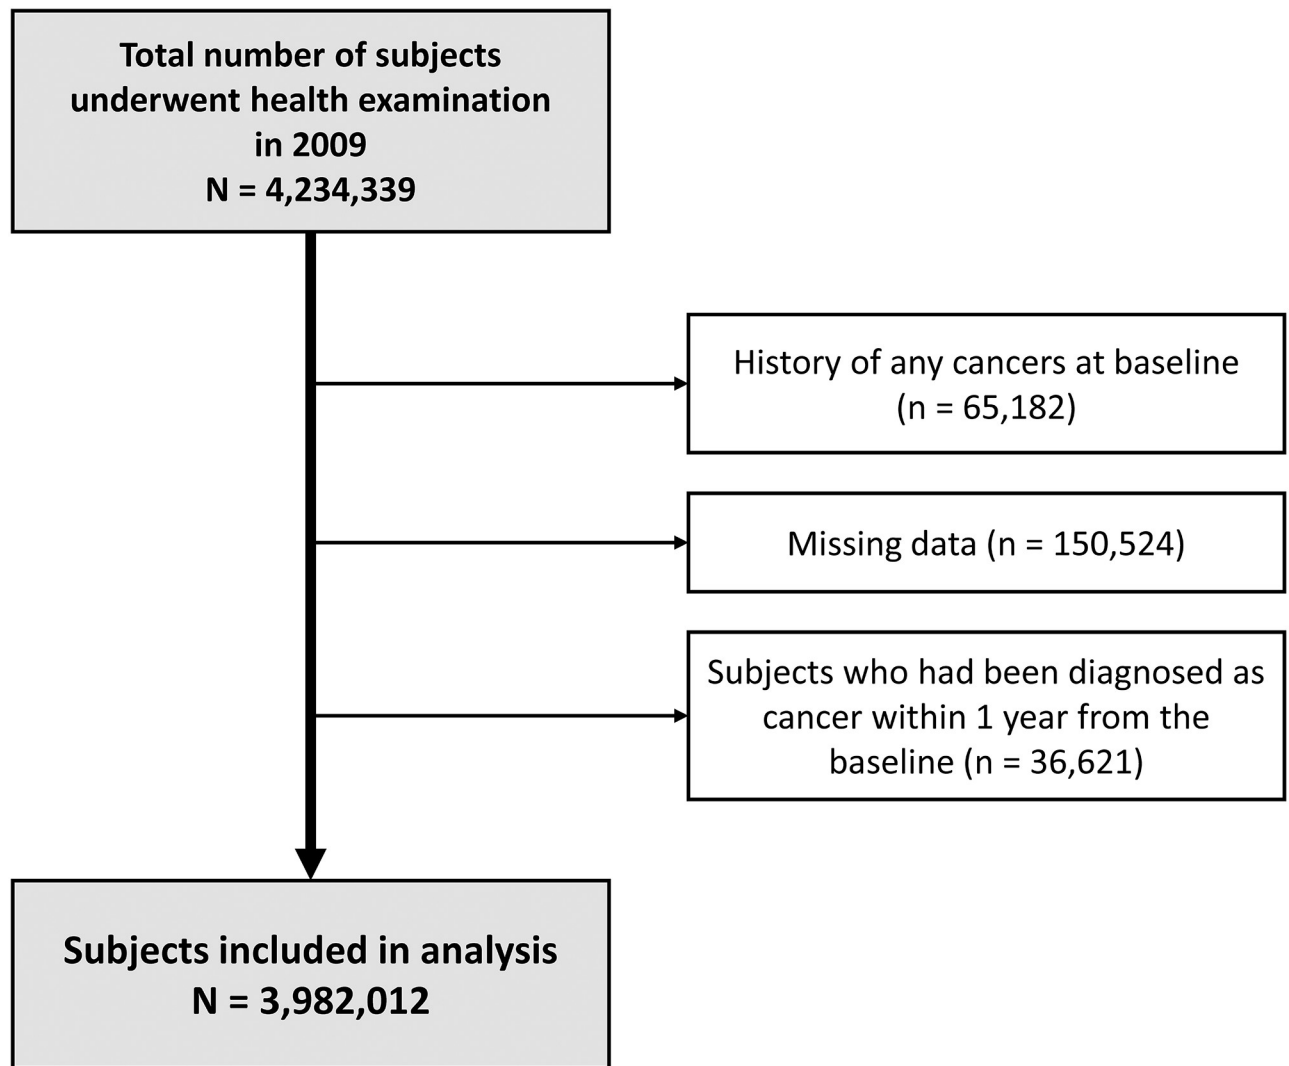 Total number of subjects
underwent health examination
in 2009
N = 4,234,339
History of any cancers at baseline
(n = 65,182)
Missing data (n = 150,524)
Subjects who had been diagnosed as
cancer within 1 year from the
baseline (n = 36,621)
Subjects included in analysis
N = 3,982,012